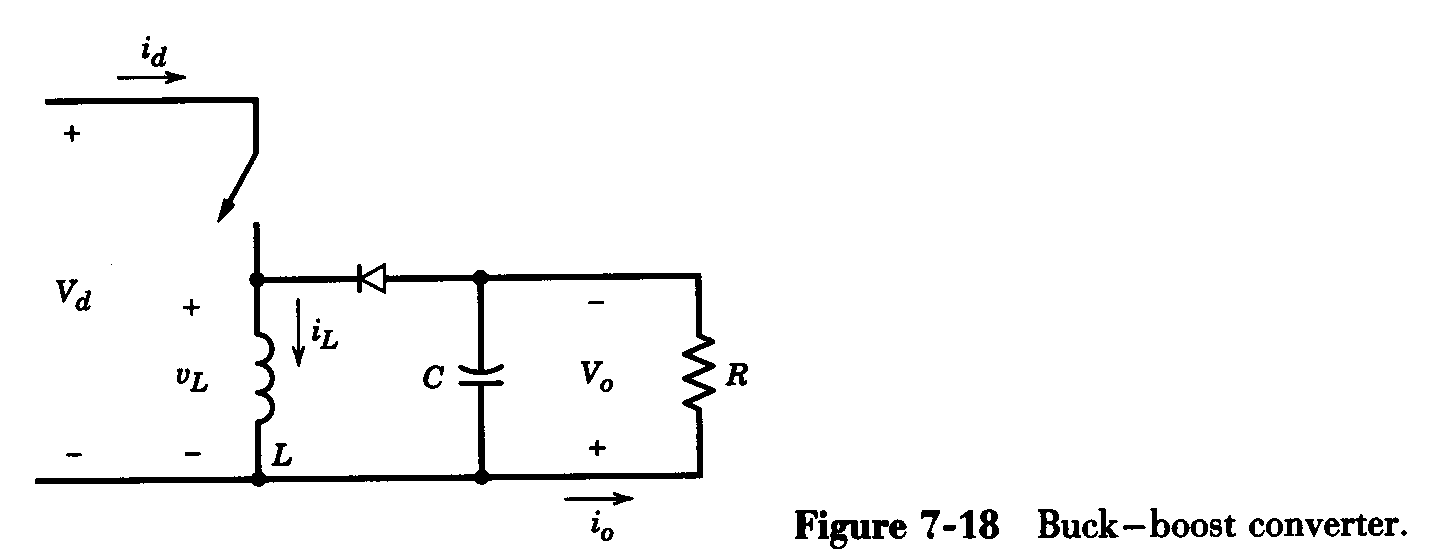 i_d
+
V_d
+
i_L
v_L
C
−
V_o
R
−
−
L
+
i_o
Figure 7-18 Buck–boost converter.